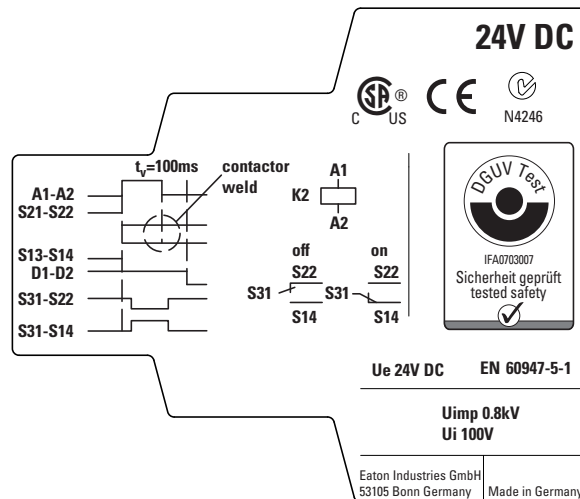 24V DC
SA ®
C US
CE
N4246
tv=100ms
contactor
weld
A1-A2
S21-S22
S13-S14
D1-D2
S31-S22
S31-S14
A1
K2
A2
off
on
S22
S22
S31
S31
S14
S14
DGUV Test
IFA0703007
Sicherheit geprüft
tested safety
Ue 24V DC
EN 60947-5-1
Uimp 0.8kV
Ui 100V
Eaton Industries GmbH
53105 Bonn Germany
Made in Germany